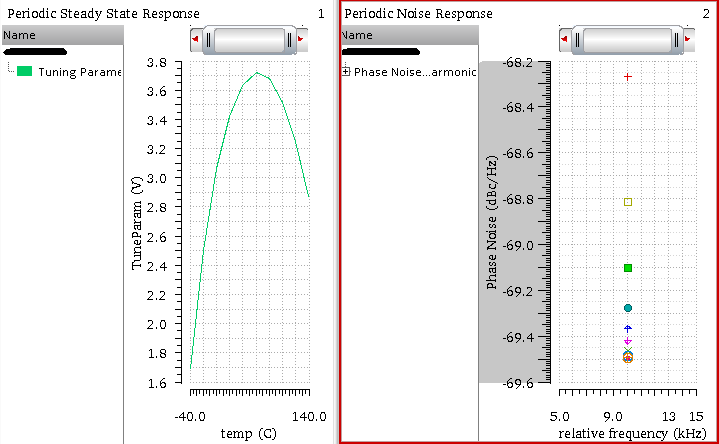 Periodic Steady State Response 1
Name
Tuning Parame
3.8
3.6
3.4
3.2
3.0
2.8
2.6
2.4
2.2
2.0
1.8
1.6
TuneParam (V)
-40.0 140.0
temp (C)
Periodic Noise Response 2
Name
Phase Noise...armonic
-68.2
-68.4
-68.6
-68.8
-69.0
-69.2
-69.4
-69.6
Phase Noise (dBc/Hz)
5.0 9.0 13 15
relative frequency (kHz)